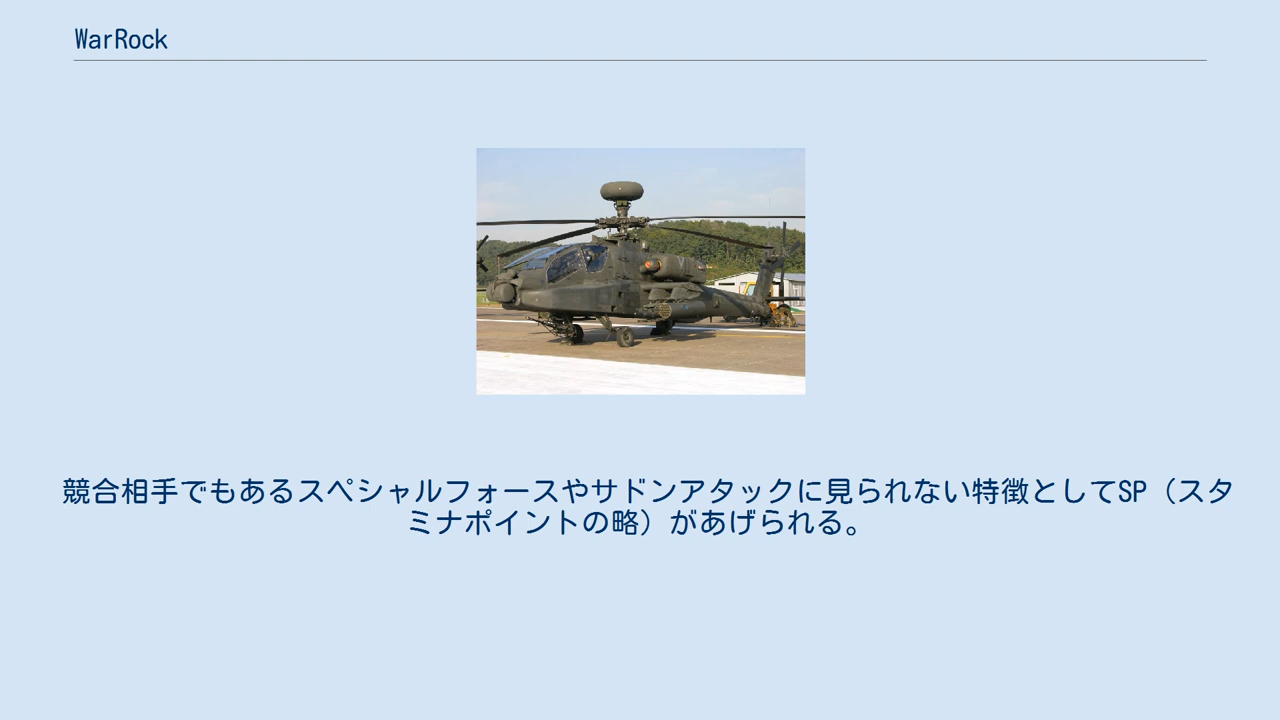 WarRock
競合相手でもあるスペシャルフォースやサドンアタックに見られない特徴としてSP（スタ
ミナポイントの略）があげられる。